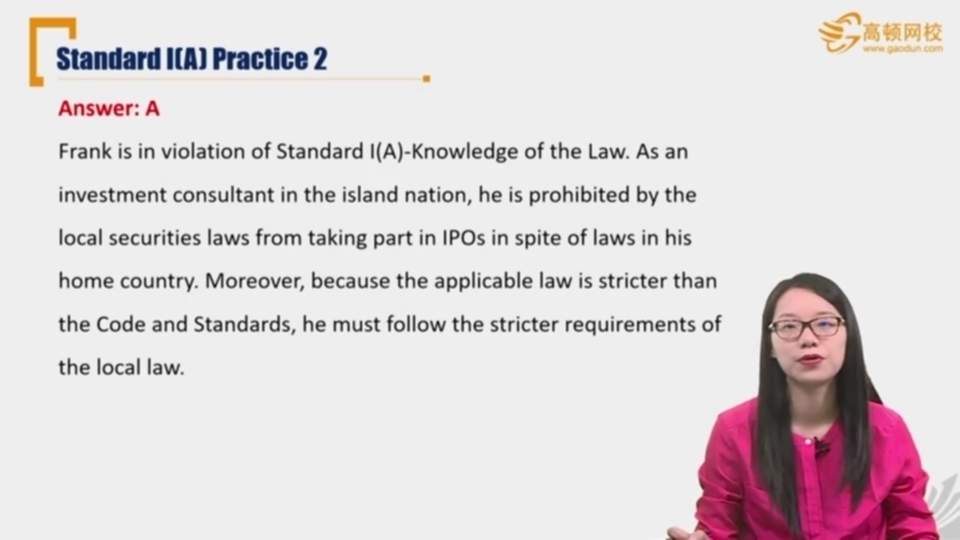 高顿网校
www.gaodun.com
Standard I(A) Practice 2
Answer: A
Frank is in violation of Standard I(A)-Knowledge of the Law. As an
investment consultant in the island nation, he is prohibited by the
local securities laws from taking part in IPOs in spite of laws in his
home country. Moreover, because the applicable law is stricter than
the Code and Standards, he must follow the stricter requirements of
the local law.